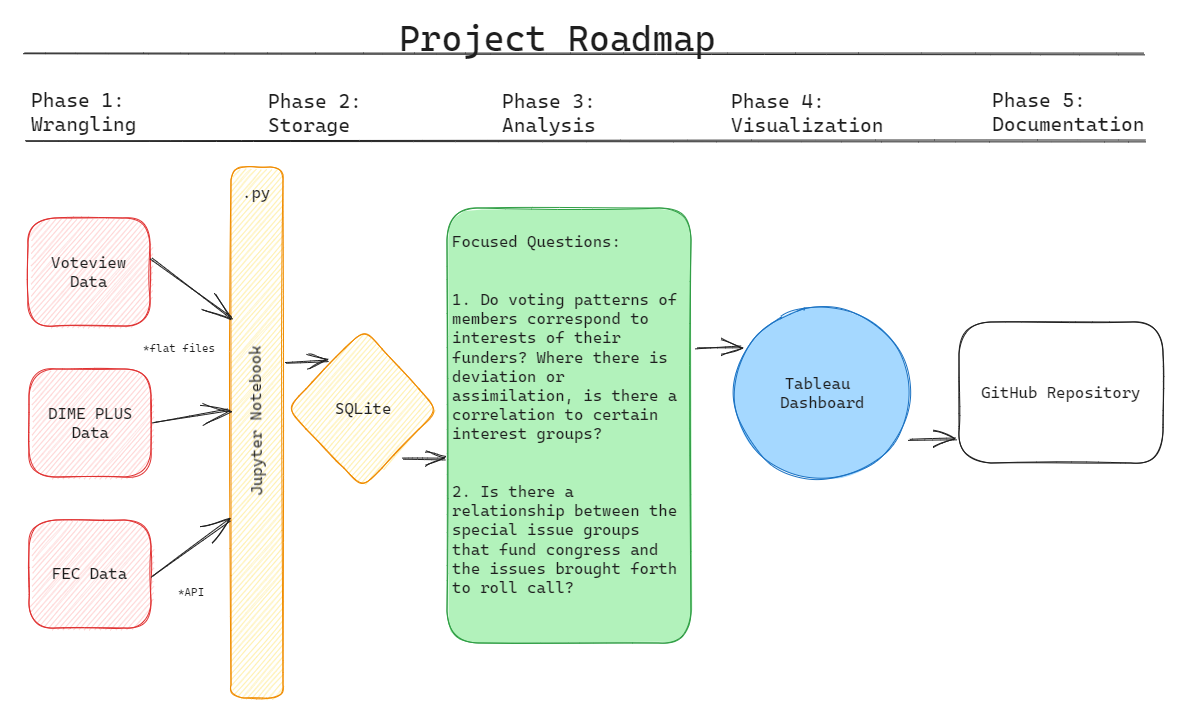 Project Roadmap
Phase 1:
Wrangling
Phase 2:
Storage
Phase 3:
Analysis
Phase 4:
Visualization
Phase 5:
Documentation
Voteview
Data
*flat files
DIME PLUS
Data
FEC Data
*API
.py
Jupyter Notebook
SQLite
Focused Questions:
1. Do voting patterns of
members correspond to
interests of their
funders? Where there is
deviation or
assimilation, is there a
correlation to certain
interest groups?
2. Is there a
relationship between the
special issue groups
that fund congress and
the issues brought forth
to roll call?
Tableau
Dashboard
GitHub Repository